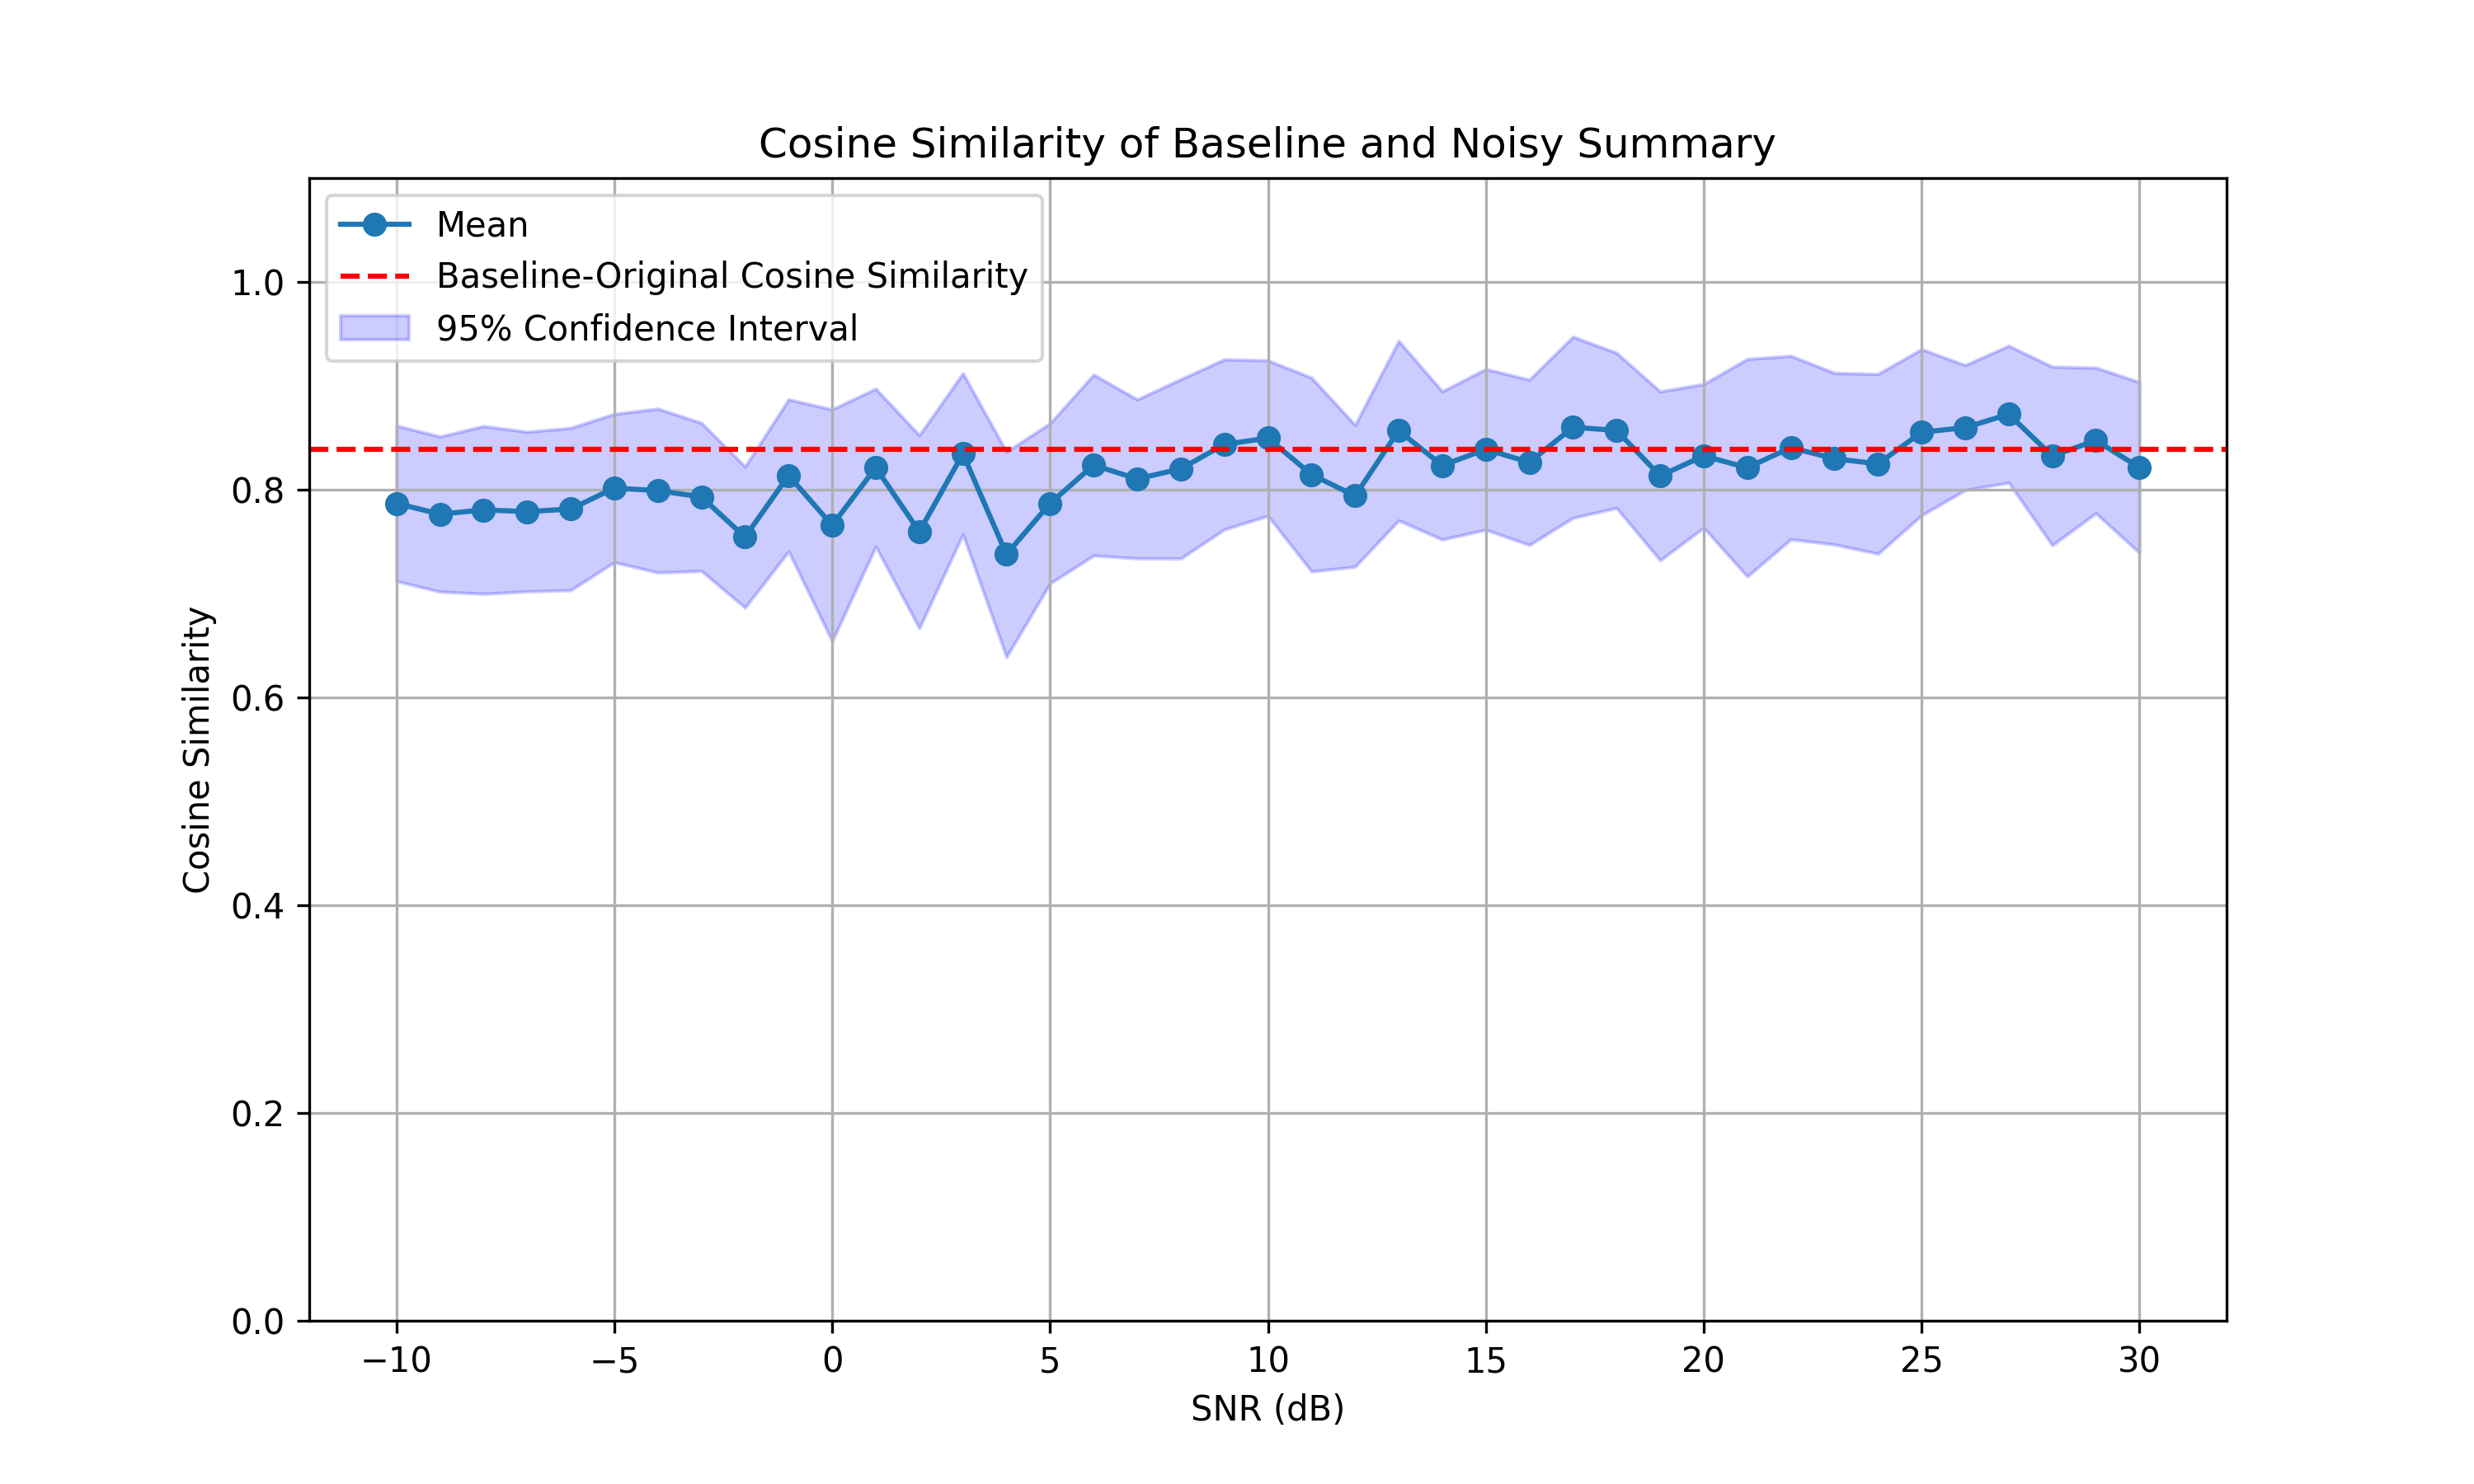 Cosine Similarity of Baseline and Noisy Summary
Mean
Baseline-Original Cosine Similarity
95% Confidence Interval
Cosine Similarity
1.0
0.8
0.6
0.4
0.2
0.0
−10
−5
0
5
10
15
20
25
30
SNR (dB)